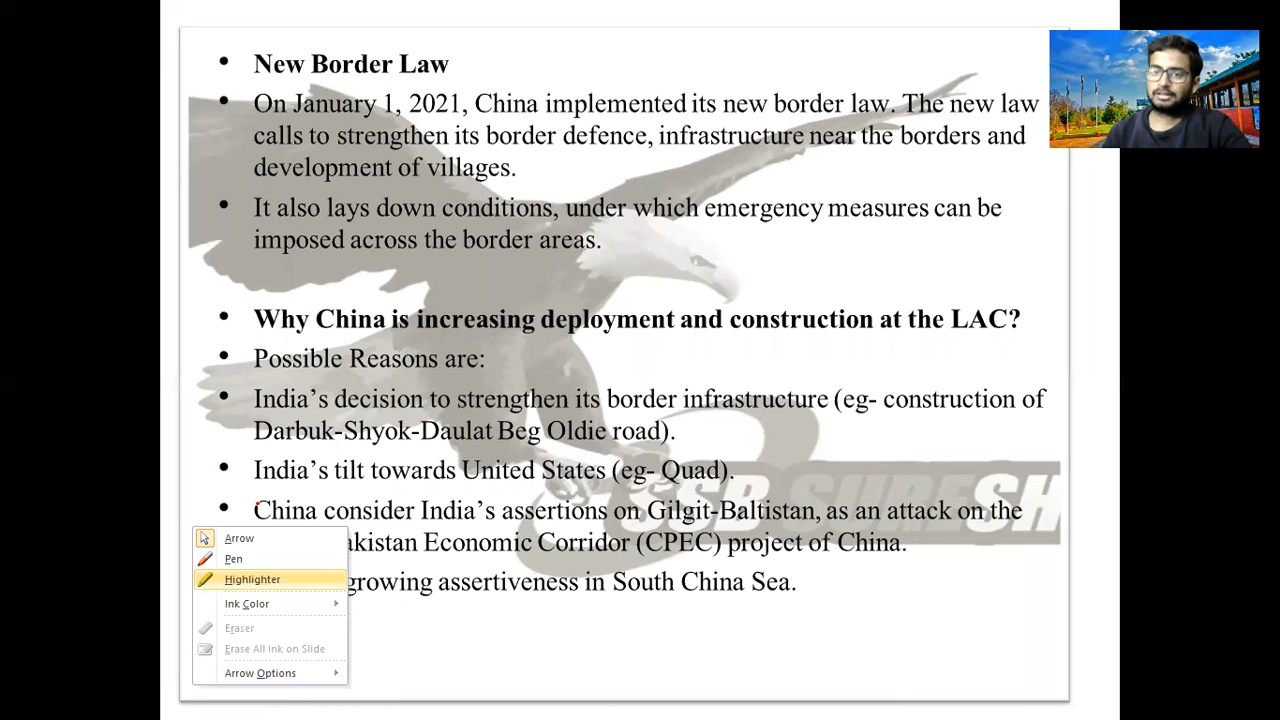 New Border Law
On January 1, 2021, China implemented its new border law. The new law
calls to strengthen its border defence, infrastructure near the borders and
development of villages.
It also lays down conditions, under which emergency measures can be
imposed across the border areas.
Why China is increasing deployment and construction at the LAC?
Possible Reasons are:
India's decision to strengthen its border infrastructure (eg- construction of
Darbuk-Shyok-Daulat Beg Oldie road).
India's tilt towards United States (eg- Quad).
China consider India's assertions on Gilgit-Baltistan, as an attack on the
Economic Corridor (CPEC) project of China.
growing assertiveness in South China Sea.
SSB SURESH
Arrow
Pen
Highlighter
Ink Color
Eraser
Erase All Ink on Slide
Arrow Options